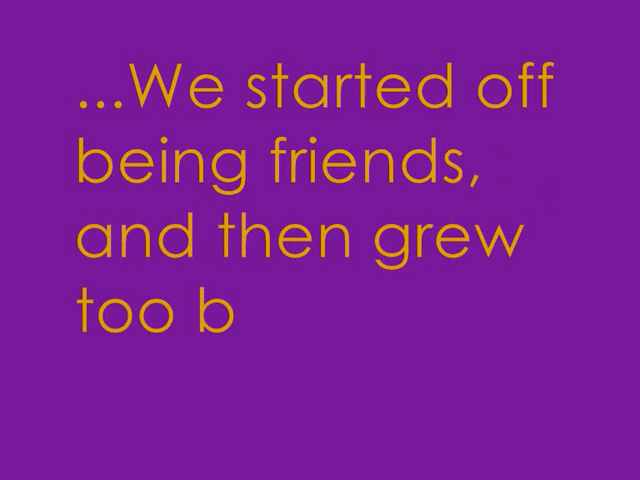 ...We started off
being friends,
and then grew
too b